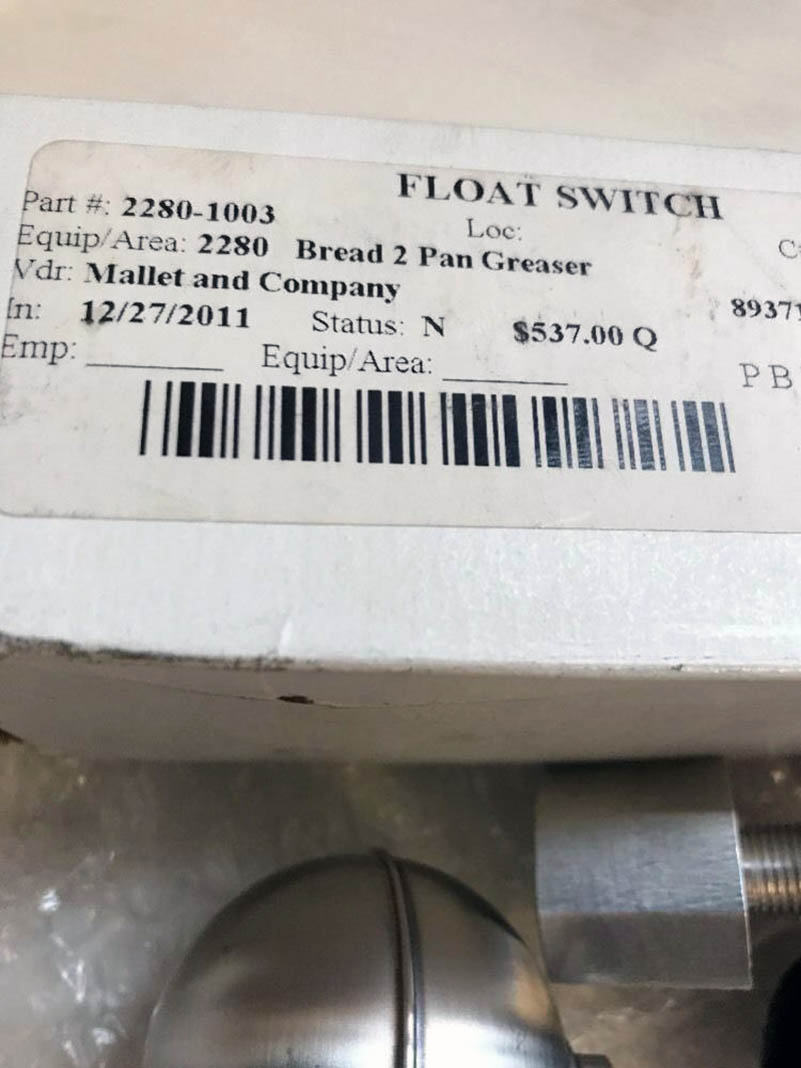 FLOAT SWITCH
Part #: 2280-1003 Loc:
Equip/Area: 2280 Bread 2 Pan Greaser
Vdr: Mallet and Company
In: 12/27/2011 Status: N $537.00 Q
Emp: Equip/Area:
PB